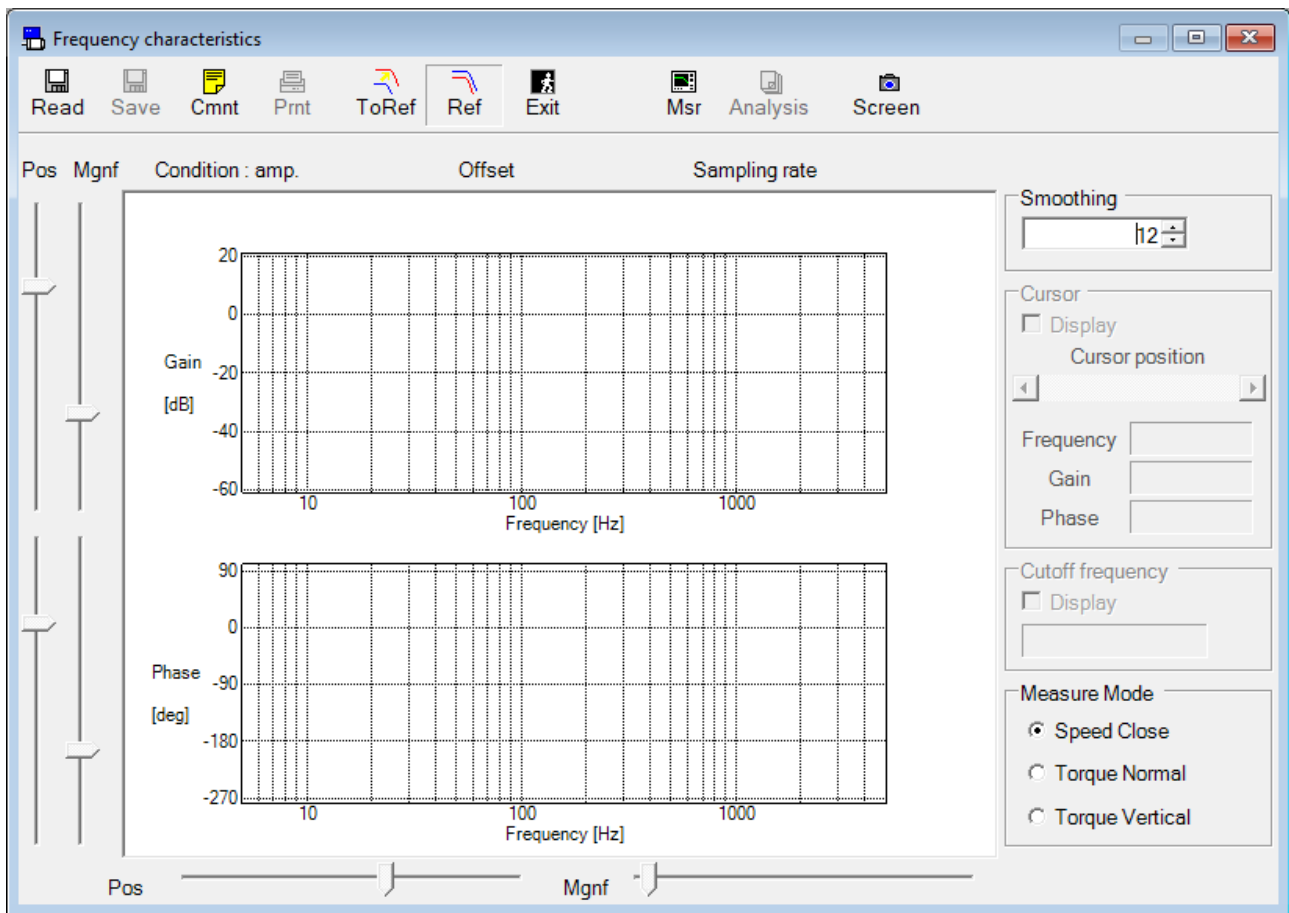 Frequency characteristics
Read Save Cmnt Prnt ToRef Ref Exit Msr Analysis Screen
Pos Mgnf Condition : amp. Offset Sampling rate
20
0
Gain -20
[dB]
-40
-60
10 100 1000
Frequency [Hz]
90
0
Phase -90
[deg]
-180
-270
10 100 1000
Frequency [Hz]
Pos Mgnf
Smoothing
12
Cursor
Display
Cursor position
Frequency
Gain
Phase
Cutoff frequency
Display
Measure Mode
Speed Close
Torque Normal
Torque Vertical